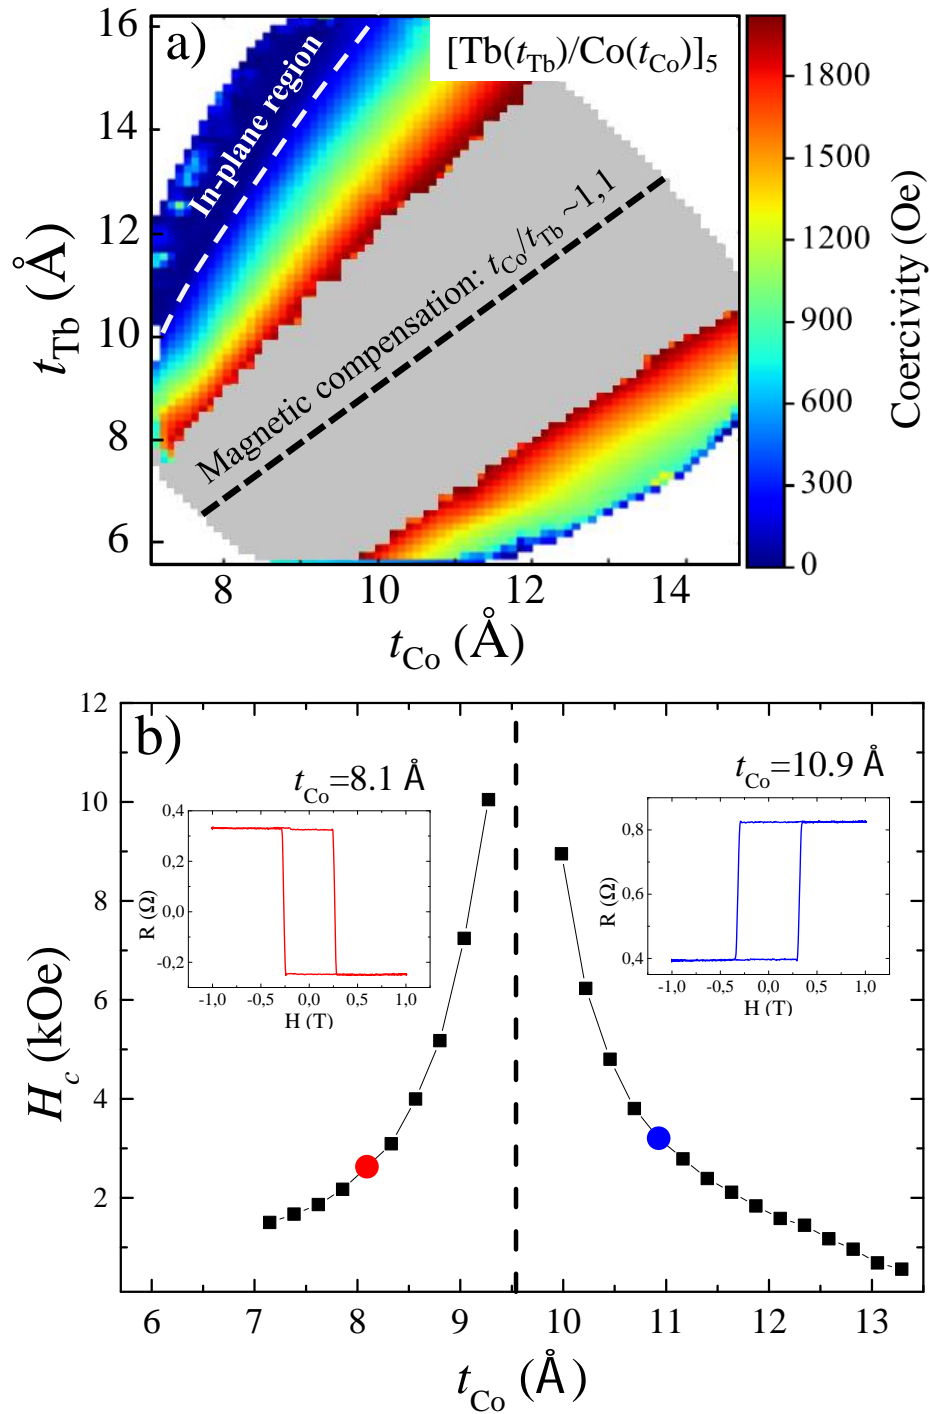 a)
[Tb(tTb)/Co(tCo)]5
In-plane region
Magnetic compensation: tCo/tTb ~1,1
16
14
12
10
8
6
tTb (Å)
8
10
12
14
tCo (Å)
1800
1500
1200
900
600
300
0
Coercivity (Oe)
b)
12
10
8
6
4
2
Hc (kOe)
tCo=8.1 Å
0,4
0,2
0,0
-0,2
R (Ω)
-1,0 -0,5 0,0 0,5 1,0
H (T)
tCo=10.9 Å
0,8
0,6
0,4
R (Ω)
-1,0 -0,5 0,0 0,5 1,0
H (T)
6 7 8 9 10 11 12 13
tCo (Å)